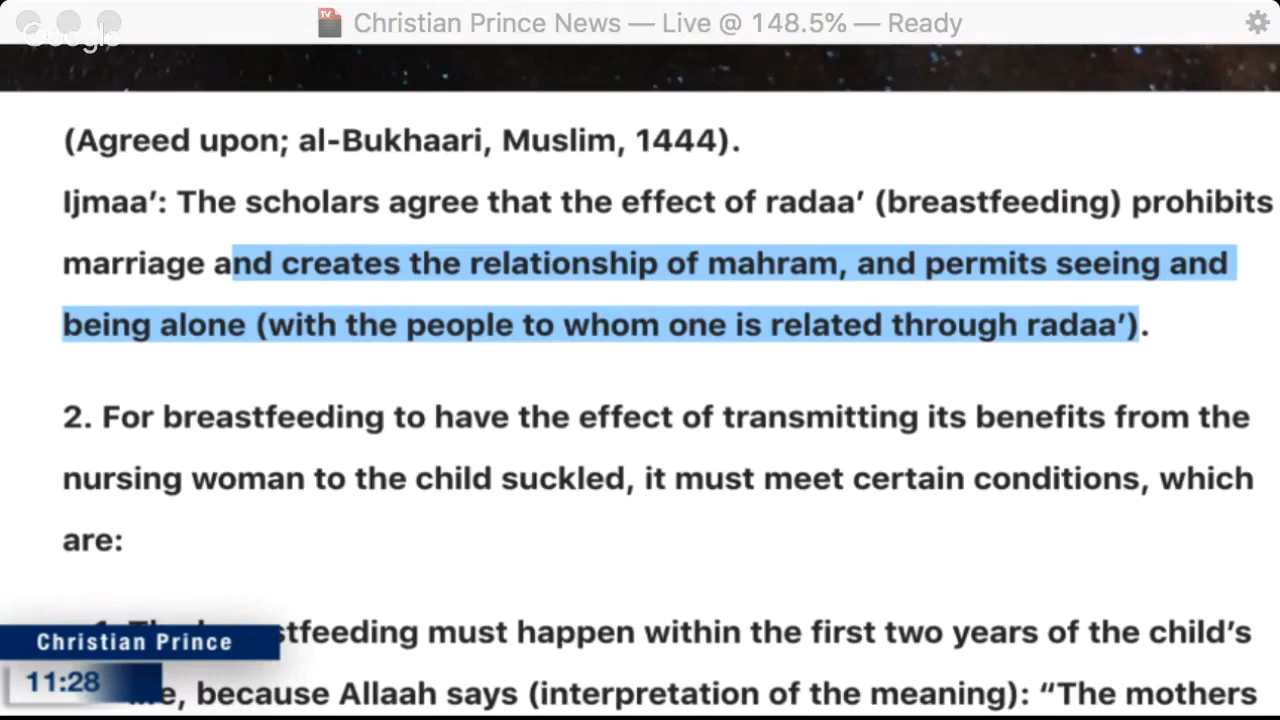 Christian Prince News — Live @ 148.5% — Ready
(Agreed upon; al-Bukhaari, Muslim, 1444).
Ijmaa’: The scholars agree that the effect of radaa’ (breastfeeding) prohibits
marriage and creates the relationship of mahram, and permits seeing and
being alone (with the people to whom one is related through radaa’).
2. For breastfeeding to have the effect of transmitting its benefits from the
nursing woman to the child suckled, it must meet certain conditions, which
are:
must happen within the first two years of the child’s
because Allaah says (interpretation of the meaning): “The mothers
Christian Prince
11:28